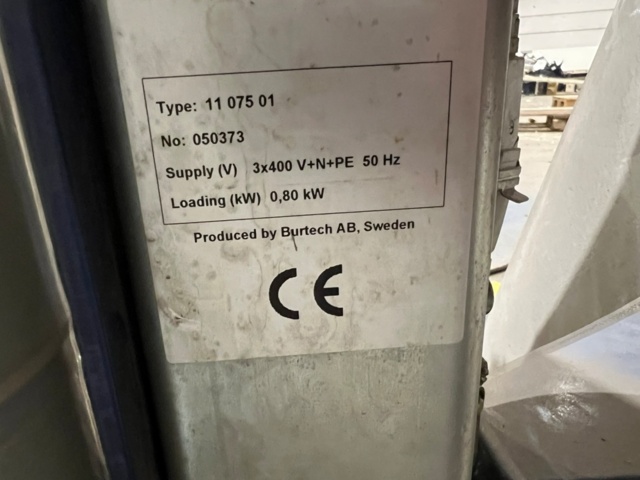 Type: 11 075 01
No: 050373
Supply (V) 3x400 V+N+PE 50 Hz
Loading (kW) 0,80 kW
Produced by Burtech AB, Sweden
CE